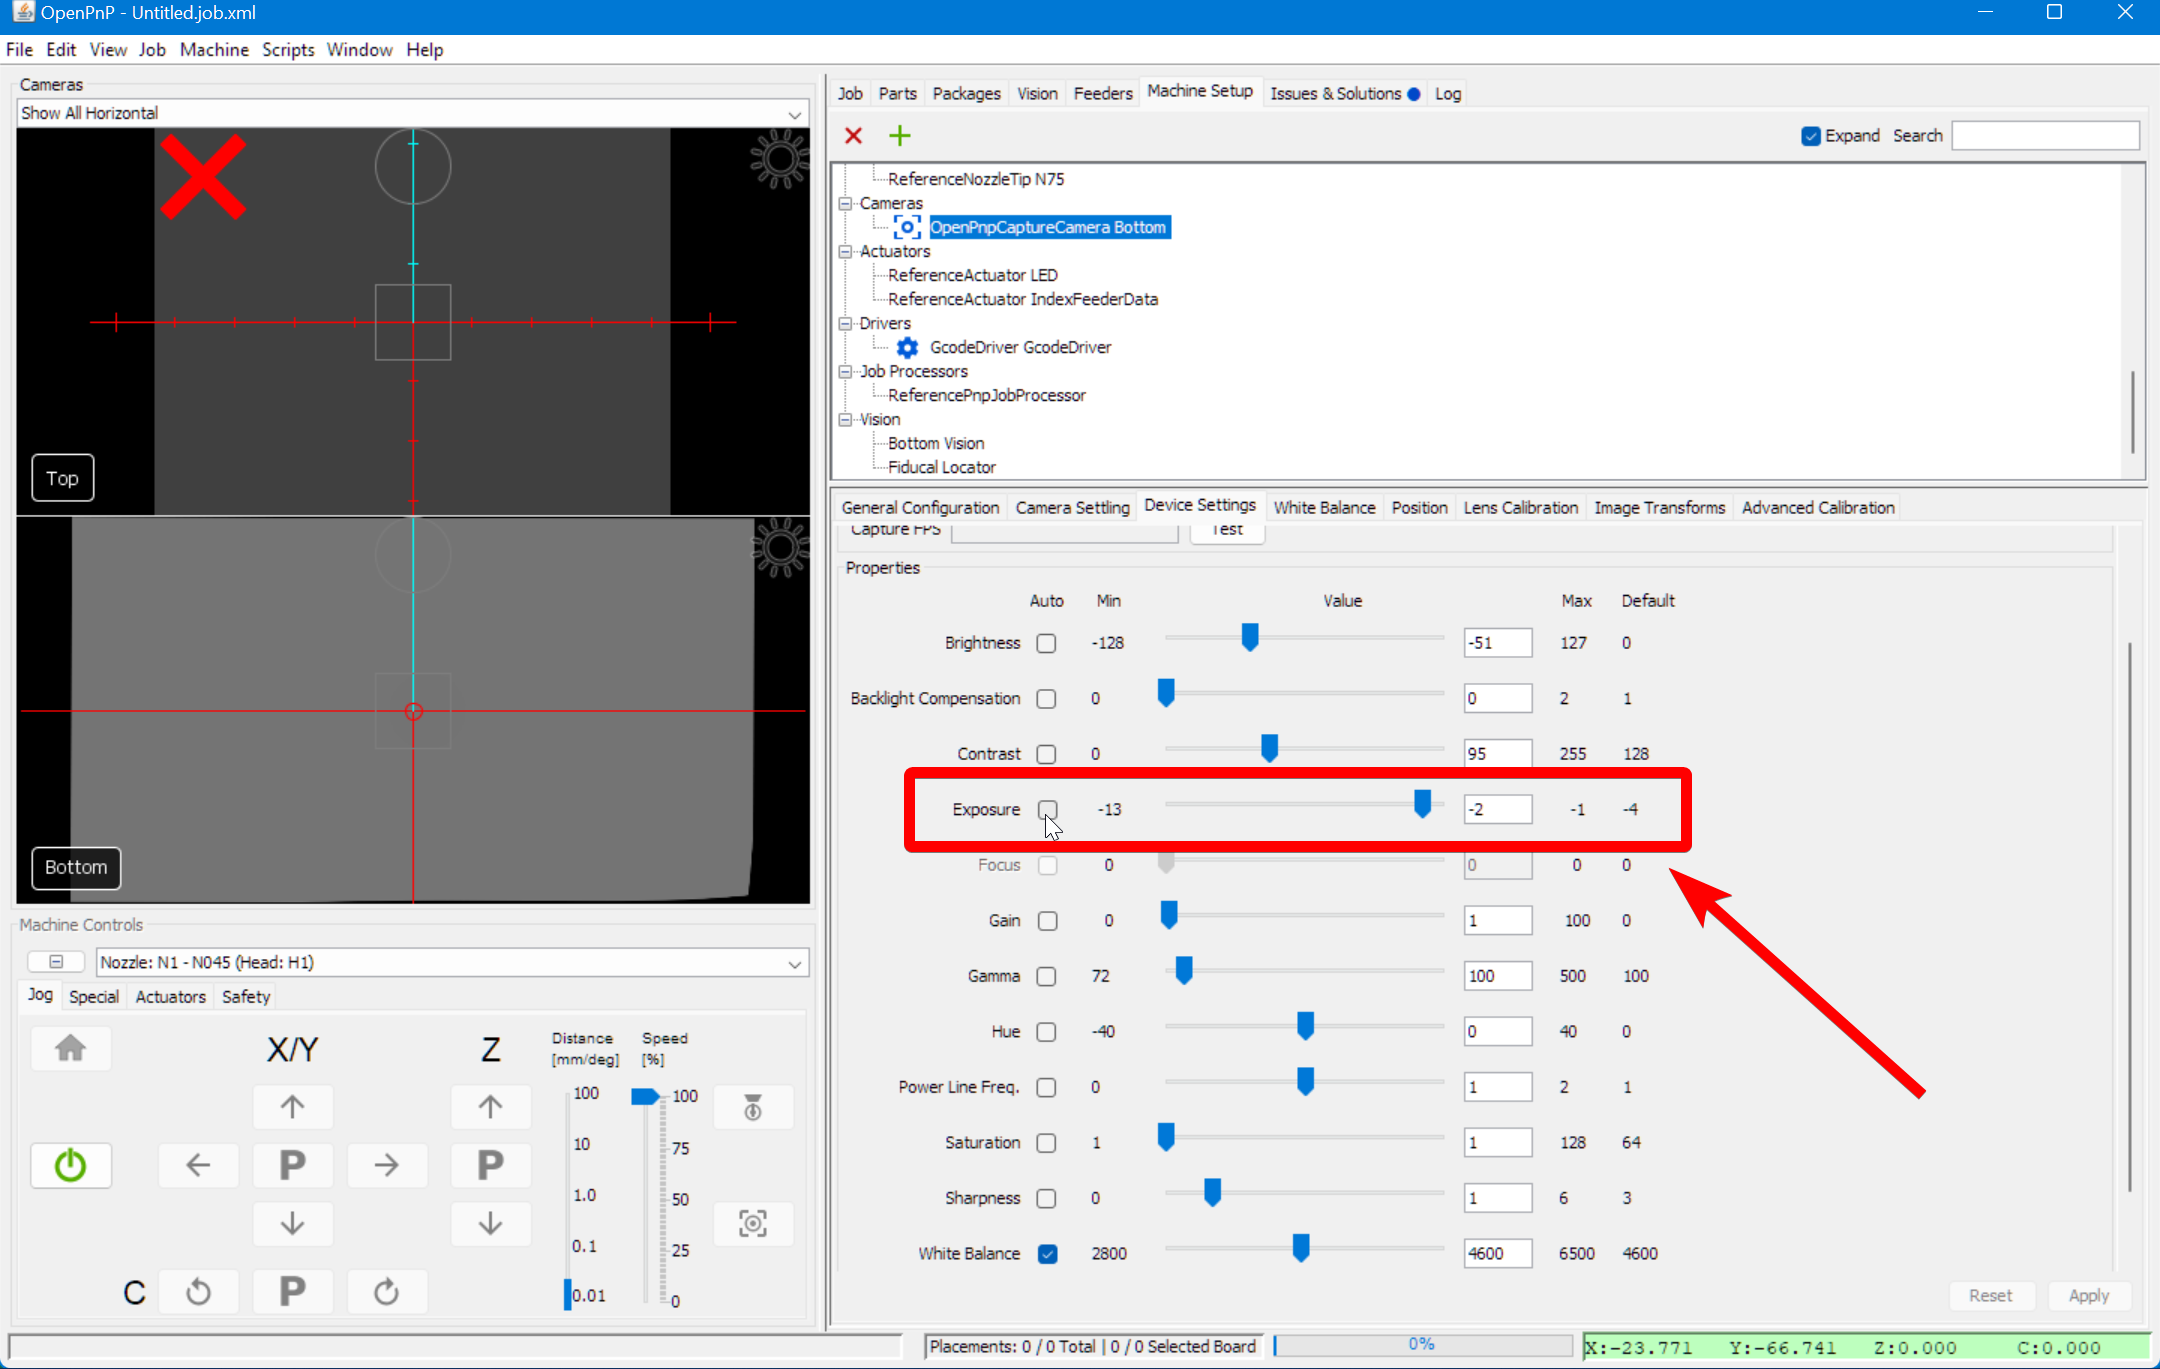 OpenPnP - Untitled.job.xml
File Edit View Job Machine Scripts Window Help
Cameras
Show All Horizontal
Top
Bottom
Machine Controls
Nozzle: N1 - N045 (Head: H1)
Jog Special Actuators Safety
X/Y Z Distance [mm/deg] Speed [%]
100 100
10 75
P P
1.0 50
0.1 25
C P 0.01 0
Job Parts Packages Vision Feeders Machine Setup Issues & Solutions Log
Expand Search
ReferenceNozzleTip N75
Cameras
OpenPnpCaptureCamera Bottom
Actuators
ReferenceActuator LED
ReferenceActuator IndexFeederData
Drivers
GcodeDriver GcodeDriver
Job Processors
ReferencePnpJobProcessor
Vision
Bottom Vision
Fiducal Locator
General Configuration Camera Settling Device Settings White Balance Position Lens Calibration Image Transforms Advanced Calibration
Capture FPS Test
Properties
Auto Min Value Max Default
Brightness -128 -51 127 0
Backlight Compensation 0 0 2 1
Contrast 0 95 255 128
Exposure -13 -2 -1 -4
Focus 0 0 0 0
Gain 0 1 100 0
Gamma 72 100 500 100
Hue -40 0 40 0
Power Line Freq. 0 1 2 1
Saturation 1 1 128 64
Sharpness 0 1 6 3
White Balance 2800 4600 6500 4600
Reset Apply
Placements: 0 / 0 Total | 0 / 0 Selected Board 0% X:-23.771 Y:-66.741 Z:0.000 C:0.000